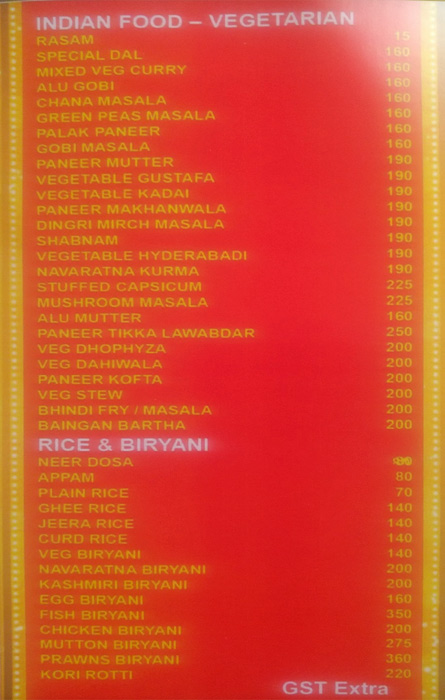 INDIAN FOOD – VEGETARIAN
RASAM 15
SPECIAL DAL 160
MIXED VEG CURRY 160
ALU GOBI 160
CHANA MASALA 160
GREEN PEAS MASALA 160
PALAK PANEER 160
GOBI MASALA 160
PANEER MUTTER 190
VEGETABLE GUSTAFA 190
VEGETABLE KADAI 190
PANEER MAKHANWALA 190
DINGRI MIRCH MASALA 190
SHABNAM 190
VEGETABLE HYDERABADI 190
NAVARATNA KURMA 190
STUFFED CAPSICUM 225
MUSHROOM MASALA 225
ALU MUTTER 160
PANEER TIKKA LAWABDAR 250
VEG DHOPHYZA 200
VEG DAHIWALA 200
PANEER KOFTA 200
VEG STEW 200
BHINDI FRY / MASALA 200
BAINGAN BARTHA 200
RICE & BIRYANI
NEER DOSA
APPAM 80
PLAIN RICE 70
GHEE RICE 140
JEERA RICE 140
CURD RICE 140
VEG BIRYANI 140
NAVARATNA BIRYANI 200
KASHMIRI BIRYANI 200
EGG BIRYANI 160
FISH BIRYANI 350
CHICKEN BIRYANI 200
MUTTON BIRYANI 275
PRAWNS BIRYANI 360
KORI ROTTI 220
GST Extra